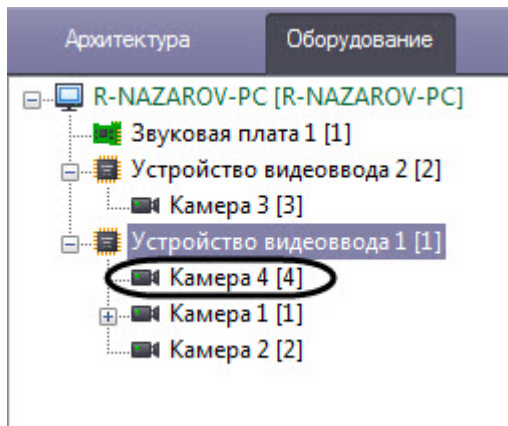 Архитектура Оборудование
R-NAZAROV-PC [R-NAZAROV-PC]
Звуковая плата 1 [1]
Устройство видеоввода 2 [2]
Камера 3 [3]
Устройство видеоввода 1 [1]
Камера 4 [4]
Камера 1 [1]
Камера 2 [2]